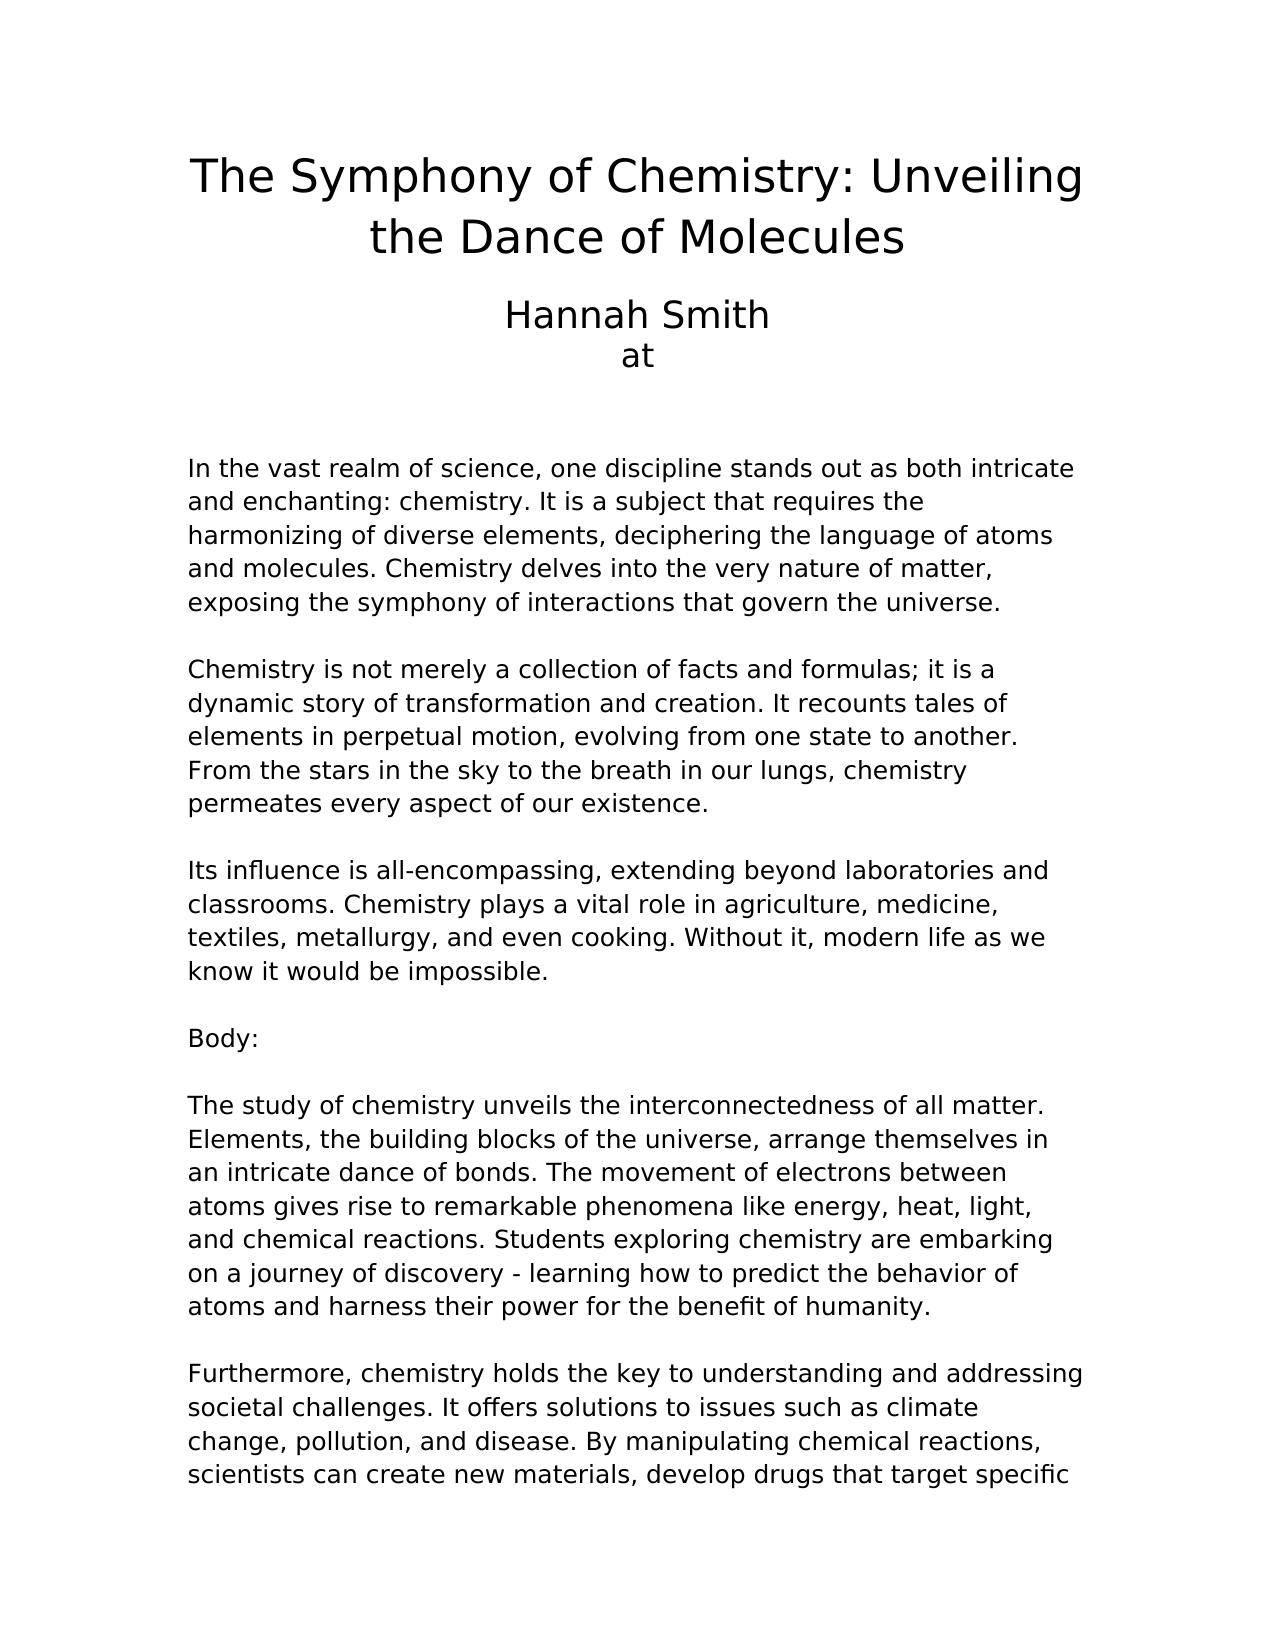 The Symphony of Chemistry: Unveiling
the Dance of Molecules
Hannah Smith
at
In the vast realm of science, one discipline stands out as both intricate
and enchanting: chemistry. It is a subject that requires the
harmonizing of diverse elements, deciphering the language of atoms
and molecules. Chemistry delves into the very nature of matter,
exposing the symphony of interactions that govern the universe.
Chemistry is not merely a collection of facts and formulas; it is a
dynamic story of transformation and creation. It recounts tales of
elements in perpetual motion, evolving from one state to another.
From the stars in the sky to the breath in our lungs, chemistry
permeates every aspect of our existence.
Its influence is all-encompassing, extending beyond laboratories and
classrooms. Chemistry plays a vital role in agriculture, medicine,
textiles, metallurgy, and even cooking. Without it, modern life as we
know it would be impossible.
Body:
The study of chemistry unveils the interconnectedness of all matter.
Elements, the building blocks of the universe, arrange themselves in
an intricate dance of bonds. The movement of electrons between
atoms gives rise to remarkable phenomena like energy, heat, light,
and chemical reactions. Students exploring chemistry are embarking
on a journey of discovery - learning how to predict the behavior of
atoms and harness their power for the benefit of humanity.
Furthermore, chemistry holds the key to understanding and addressing
societal challenges. It offers solutions to issues such as climate
change, pollution, and disease. By manipulating chemical reactions,
scientists can create new materials, develop drugs that target specific